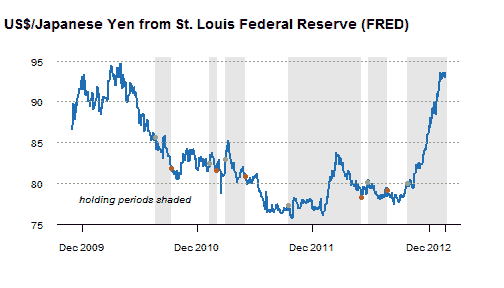 US$/Japanese Yen from St. Louis Federal Reserve (FRED)
95
90
85
80
75
holding periods shaded
Dec 2009
Dec 2010
Dec 2011
Dec 2012